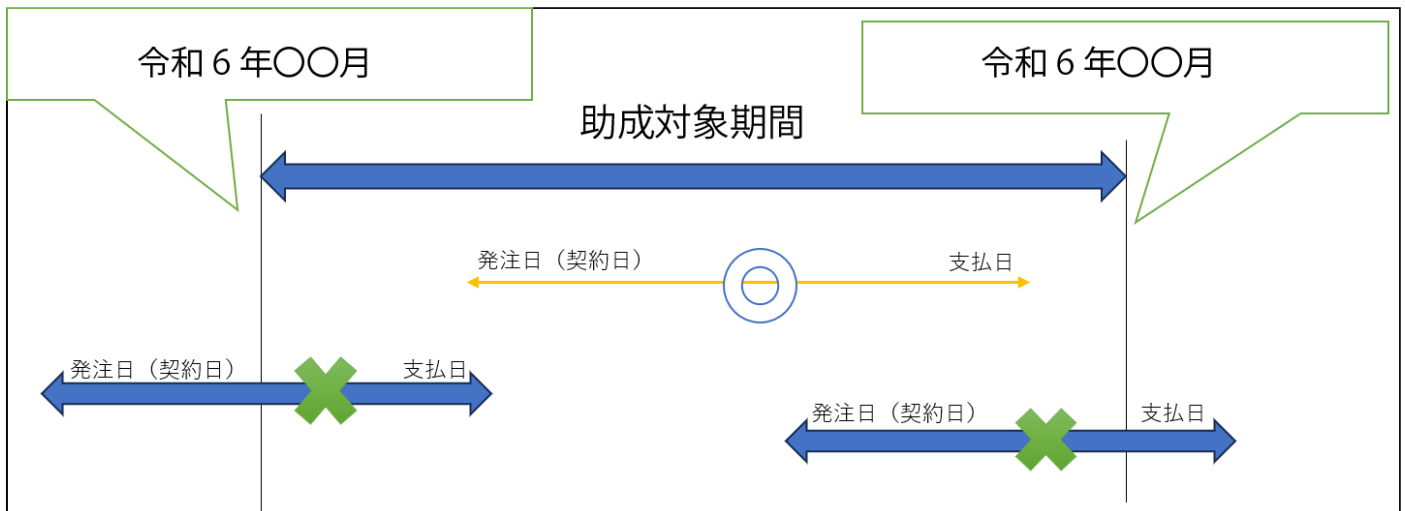 令和６年〇〇月
令和６年〇〇月
助成対象期間
発注日（契約日）
支払日
発注日（契約日）
支払日
発注日（契約日）
支払日